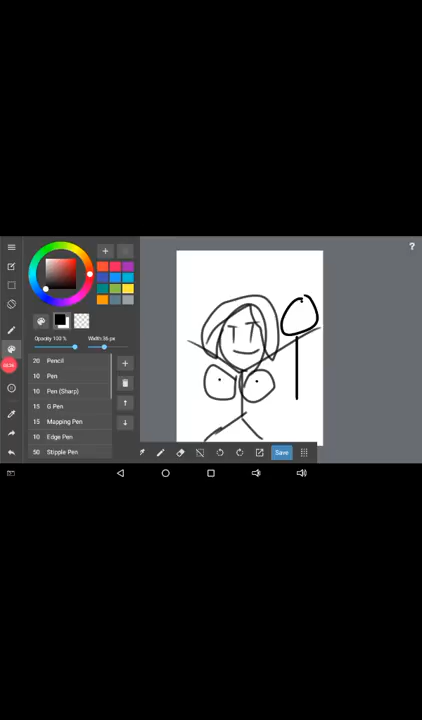 ?
Opacity 100 % Width 36 px
20 Pencil
10 Pen
10 Pen (Sharp)
15 G Pen
15 Mapping Pen
10 Edge Pen
50 Stipple Pen
Save